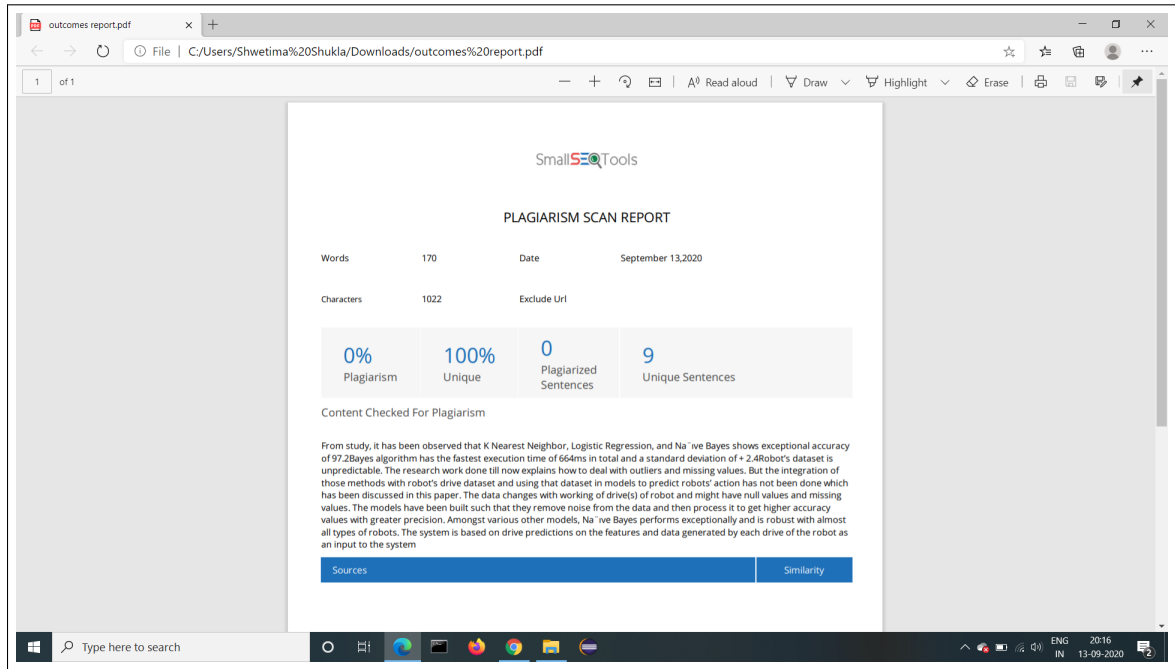 outcomes report.pdf
File | C:/Users/Shwetima%20Shukla/Downloads/outcomes%20report.pdf
1 of 1 Read aloud Draw Highlight Erase
SmallSEOTools
PLAGIARISM SCAN REPORT
Words 170 Date September 13,2020
Characters 1022 Exclude Url
0% 100% 0 9
Plagiarism Unique Plagiarized Sentences Unique Sentences
Content Checked For Plagiarism
From study, it has been observed that K Nearest Neighbor, Logistic Regression, and Na¨ıve Bayes shows exceptional accuracy
of 97.2Bayes algorithm has the fastest execution time of 664ms in total and a standard deviation of + 2.4Robot's dataset is
unpredictable. The research work done till now explains how to deal with outliers and missing values. But the integration of
those methods with robot's drive dataset and using that dataset in models to predict robots' action has not been done which
has been discussed in this paper. The data changes with working of drive(s) of robot and might have null values and missing
values. The models have been built such that they remove noise from the data and then process it to get higher accuracy
values with greater precision. Amongst various other models, Na¨ıve Bayes performs exceptionally and is robust with almost
all types of robots. The system is based on drive predictions on the features and data generated by each drive of the robot as
an input to the system
Sources Similarity
Type here to search ENG 20:16
IN 13-09-2020 2